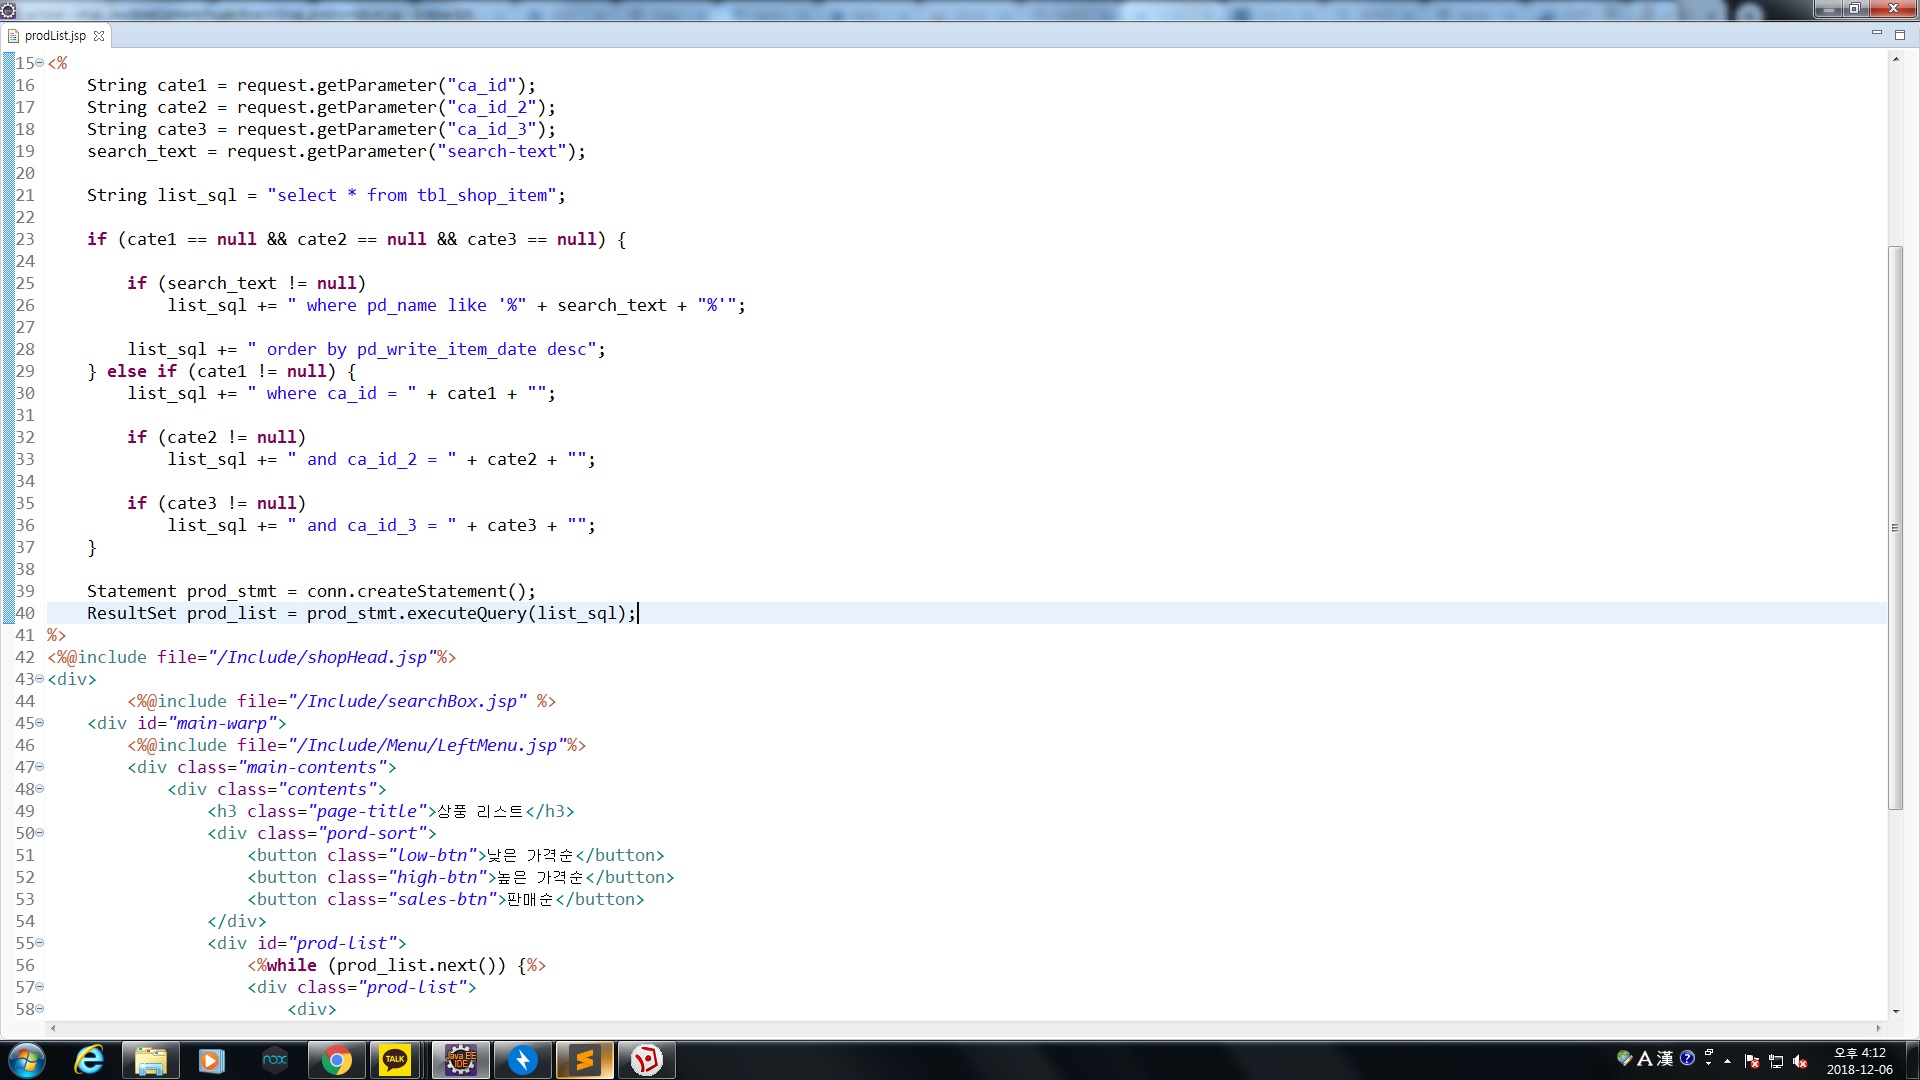 prodList.jsp
15 <%
16     String cate1 = request.getParameter("ca_id");
17     String cate2 = request.getParameter("ca_id_2");
18     String cate3 = request.getParameter("ca_id_3");
19     search_text = request.getParameter("search-text");
20
21     String list_sql = "select * from tbl_shop_item";
22
23     if (cate1 == null && cate2 == null && cate3 == null) {
24
25         if (search_text != null)
26             list_sql += " where pd_name like '%" + search_text + "%'";
27
28         list_sql += " order by pd_write_item_date desc";
29     } else if (cate1 != null) {
30         list_sql += " where ca_id = " + cate1 + "";
31
32         if (cate2 != null)
33             list_sql += " and ca_id_2 = " + cate2 + "";
34
35         if (cate3 != null)
36             list_sql += " and ca_id_3 = " + cate3 + "";
37     }
38
39     Statement prod_stmt = conn.createStatement();
40     ResultSet prod_list = prod_stmt.executeQuery(list_sql);
41 %>
42 <%@include file="/Include/shopHead.jsp"%>
43 <div>
44         <%@include file="/Include/searchBox.jsp" %>
45     <div id="main-warp">
46         <%@include file="/Include/Menu/LeftMenu.jsp"%>
47         <div class="main-contents">
48             <div class="contents">
49                 <h3 class="page-title">상품 리스트</h3>
50                 <div class="pord-sort">
51                     <button class="low-btn">낮은 가격순</button>
52                     <button class="high-btn">높은 가격순</button>
53                     <button class="sales-btn">판매순</button>
54                 </div>
55                 <div id="prod-list">
56                     <%while (prod_list.next()) {%>
57                     <div class="prod-list">
58                         <div>
nox
TALK
Java EE
IDE
A 漢
오후 4:12
2018-12-06